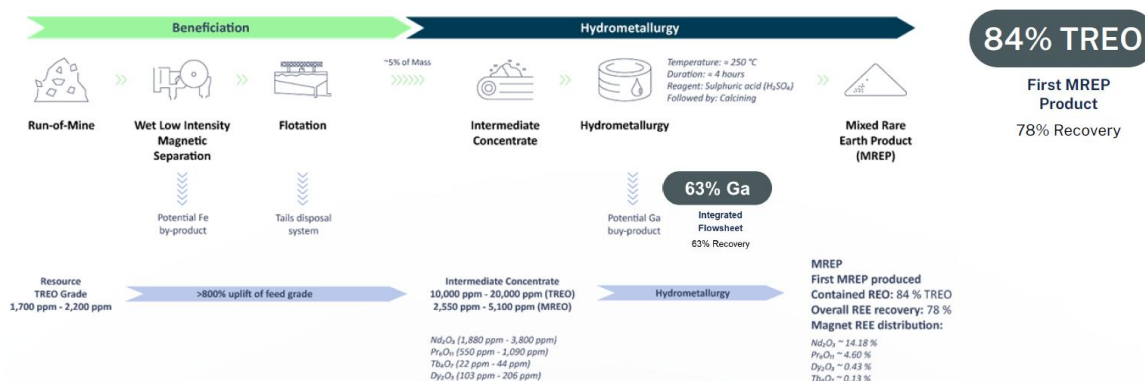 Beneficiation
Hydrometallurgy
84% TREO
First MREP
Product
78% Recovery
~5% of Mass
Temperature: ≈ 250 °C
Duration: ≈ 4 hours
Reagent: Sulphuric acid (H₂SO₄)
Followed by: Calcining
Run-of-Mine
Wet Low Intensity
Magnetic
Separation
Flotation
Intermediate
Concentrate
Hydrometallurgy
Mixed Rare
Earth Product
(MREP)
Potential Fe
by-product
Tails disposal
system
Potential Ga
buy-product
63% Ga
Integrated
Flowsheet
63% Recovery
Resource
TREO Grade
1,700 ppm - 2,200 ppm
>800% uplift of feed grade
Intermediate Concentrate
10,000 ppm - 20,000 ppm (TREO)
2,550 ppm - 5,100 ppm (MREO)
Nd₂O₃ (1,880 ppm - 3,800 ppm)
Pr₆O₁₁ (550 ppm - 1,090 ppm)
Tb₄O₇ (22 ppm - 44 ppm)
Dy₂O₃ (103 ppm - 206 ppm)
Hydrometallurgy
MREP
First MREP produced
Contained REO: 84 % TREO
Overall REE recovery: 78 %
Magnet REE distribution:
Nd₂O₃ ~ 14.18 %
Pr₆O₁₁ ~ 4.60 %
Dy₂O₃ ~ 0.43 %
Tb₄O₇ ~ 0.13 %